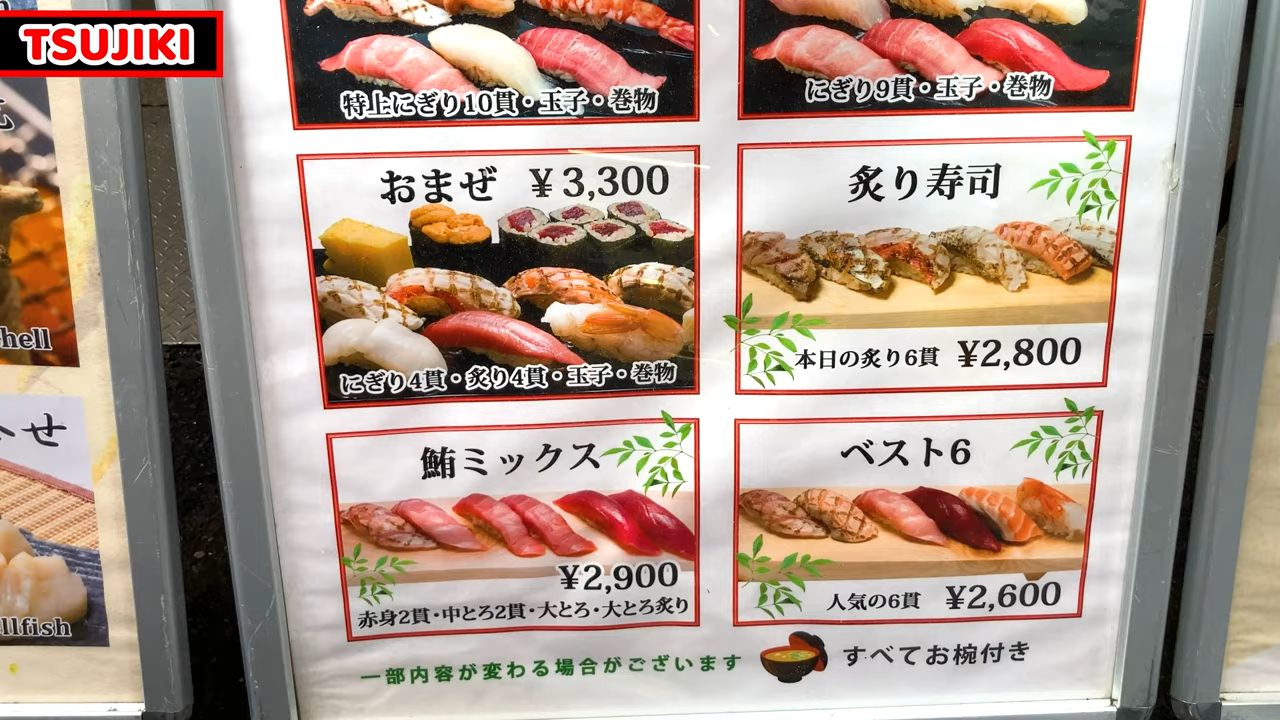 TSUJIKI
特上にぎり10貫・玉子・巻物
にぎり9貫・玉子・巻物
おまぜ ¥3,300
にぎり4貫・炙り4貫・玉子・巻物
炙り寿司
本日の炙り6貫 ¥2,800
鮪ミックス
¥2,900
赤身2貫・中とろ2貫・大とろ・大とろ炙り
ベスト6
人気の6貫 ¥2,600
一部内容が変わる場合がございます
すべてお椀付き
hell
せ
llfish